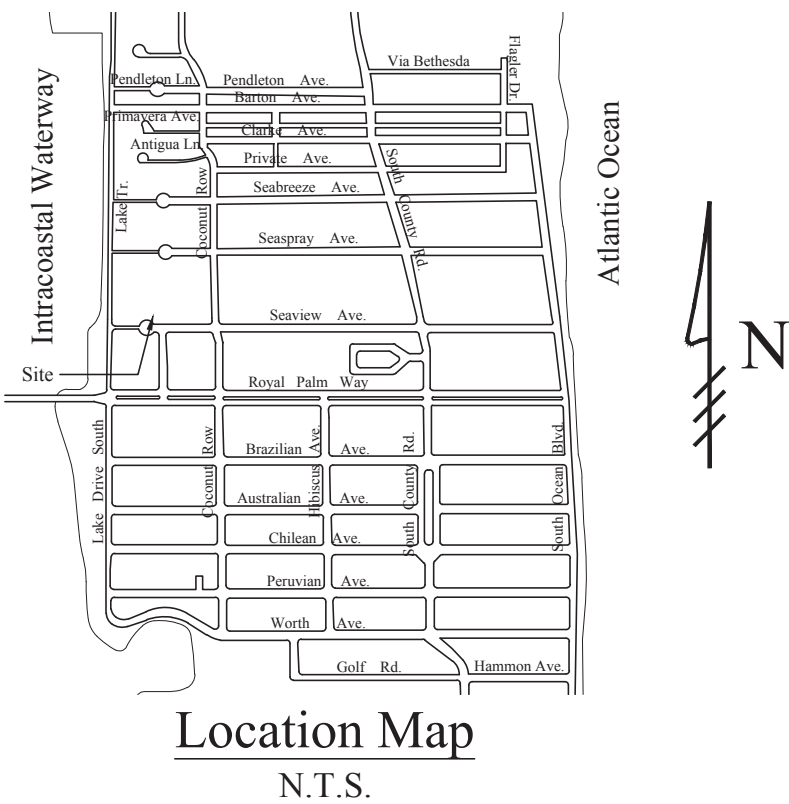 Via Bethesda
Flagler Dr.
Pendleton Ln.
Pendleton Ave.
Barton Ave.
Primavera Ave.
Clarke Ave.
Antigua Ln.
Private Ave.
South County Rd.
Seabreeze Ave.
Lake Tr.
Coconut Row
Seaspray Ave.
Intracoastal Waterway
Atlantic Ocean
Seaview Ave.
N
Site
Royal Palm Way
Lake Drive South
Coconut Row
Brazilian Ave.
Hibiscus Ave.
South County Rd.
South Ocean Blvd.
Australian Ave.
Chilean Ave.
Peruvian Ave.
Worth Ave.
Golf Rd.
Hammon Ave.
Location Map
N.T.S.